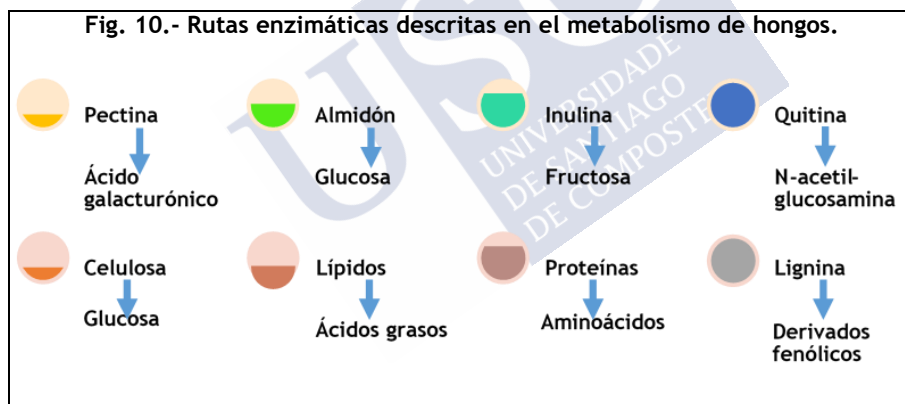 Fig. 10.- Rutas enzimáticas descritas en el metabolismo de hongos.
Pectina
Almidón
Inulina
Quitina
Ácido
galacturónico
Glucosa
Fructosa
N-acetil-
glucosamina
Celulosa
Lípidos
Proteínas
Lignina
Glucosa
Ácidos grasos
Aminoácidos
Derivados
fenólicos
UNIVERSIDADE
DE SANTIAGO
DE COMPOSTE